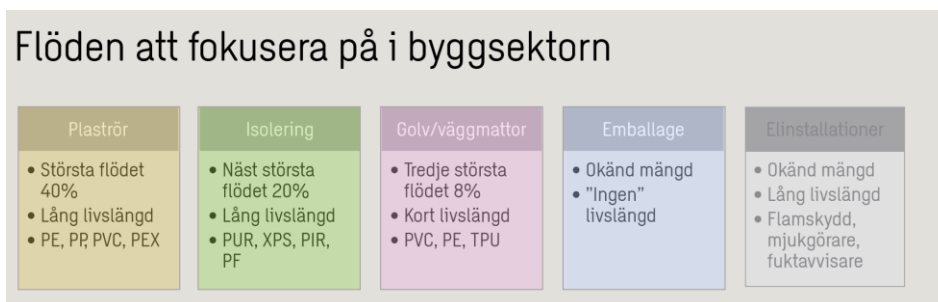 Flöden att fokusera på i byggsektorn
Plaströr
• Största flödet
40%
• Lång livslängd
• PE, PP, PVC, PEX
Isolering
• Näst största
flödet 20%
• Lång livslängd
• PUR, XPS, PIR,
PF
Golv/väggmattor
• Tredje största
flödet 8%
• Kort livslängd
• PVC, PE, TPU
Emballage
• Okänd mängd
• ”Ingen”
livslängd
Elinstallationer
• Okänd mängd
• Lång livslängd
• Flamskydd,
mjukgörare,
fuktavvisare